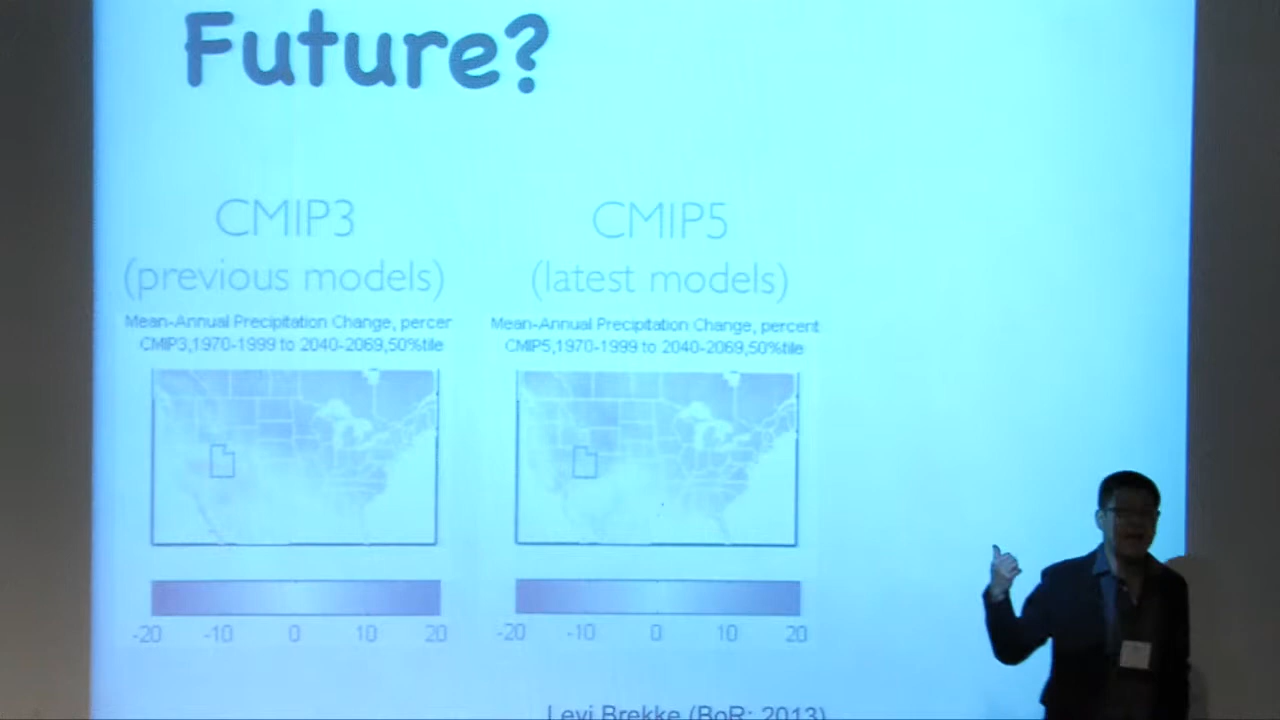 Future?
CMIP3
(previous models)
Mean-Annual Precipitation Change, percer
CMIP3,1970-1999 to 2040-2069,50%tile
-20 -10 0 10 20
CMIP5
(latest models)
Mean-Annual Precipitation Change, percent
CMIP5,1970-1999 to 2040-2069,50%tile
-20 -10 0 10 20
Levi Brekke (BoR; 2013)